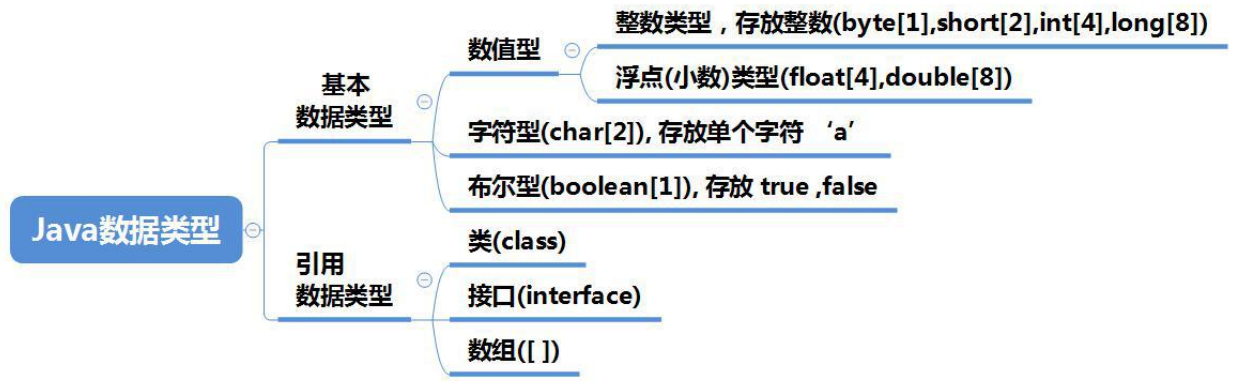 Java数据类型
基本
数据类型
数值型
整数类型，存放整数(byte[1],short[2],int[4],long[8])
浮点(小数)类型(float[4],double[8])
字符型(char[2]), 存放单个字符 ‘a’
布尔型(boolean[1]), 存放 true ,false
引用
数据类型
类(class)
接口(interface)
数组([ ])